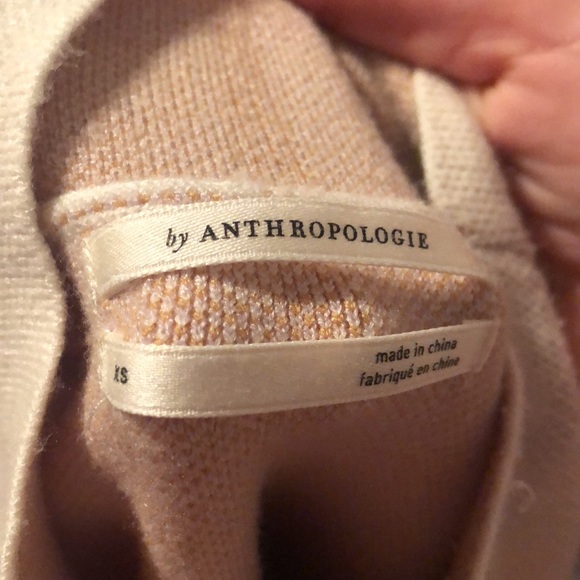 by ANTHROPOLOGIE
XS
made in china
fabriqué en chine